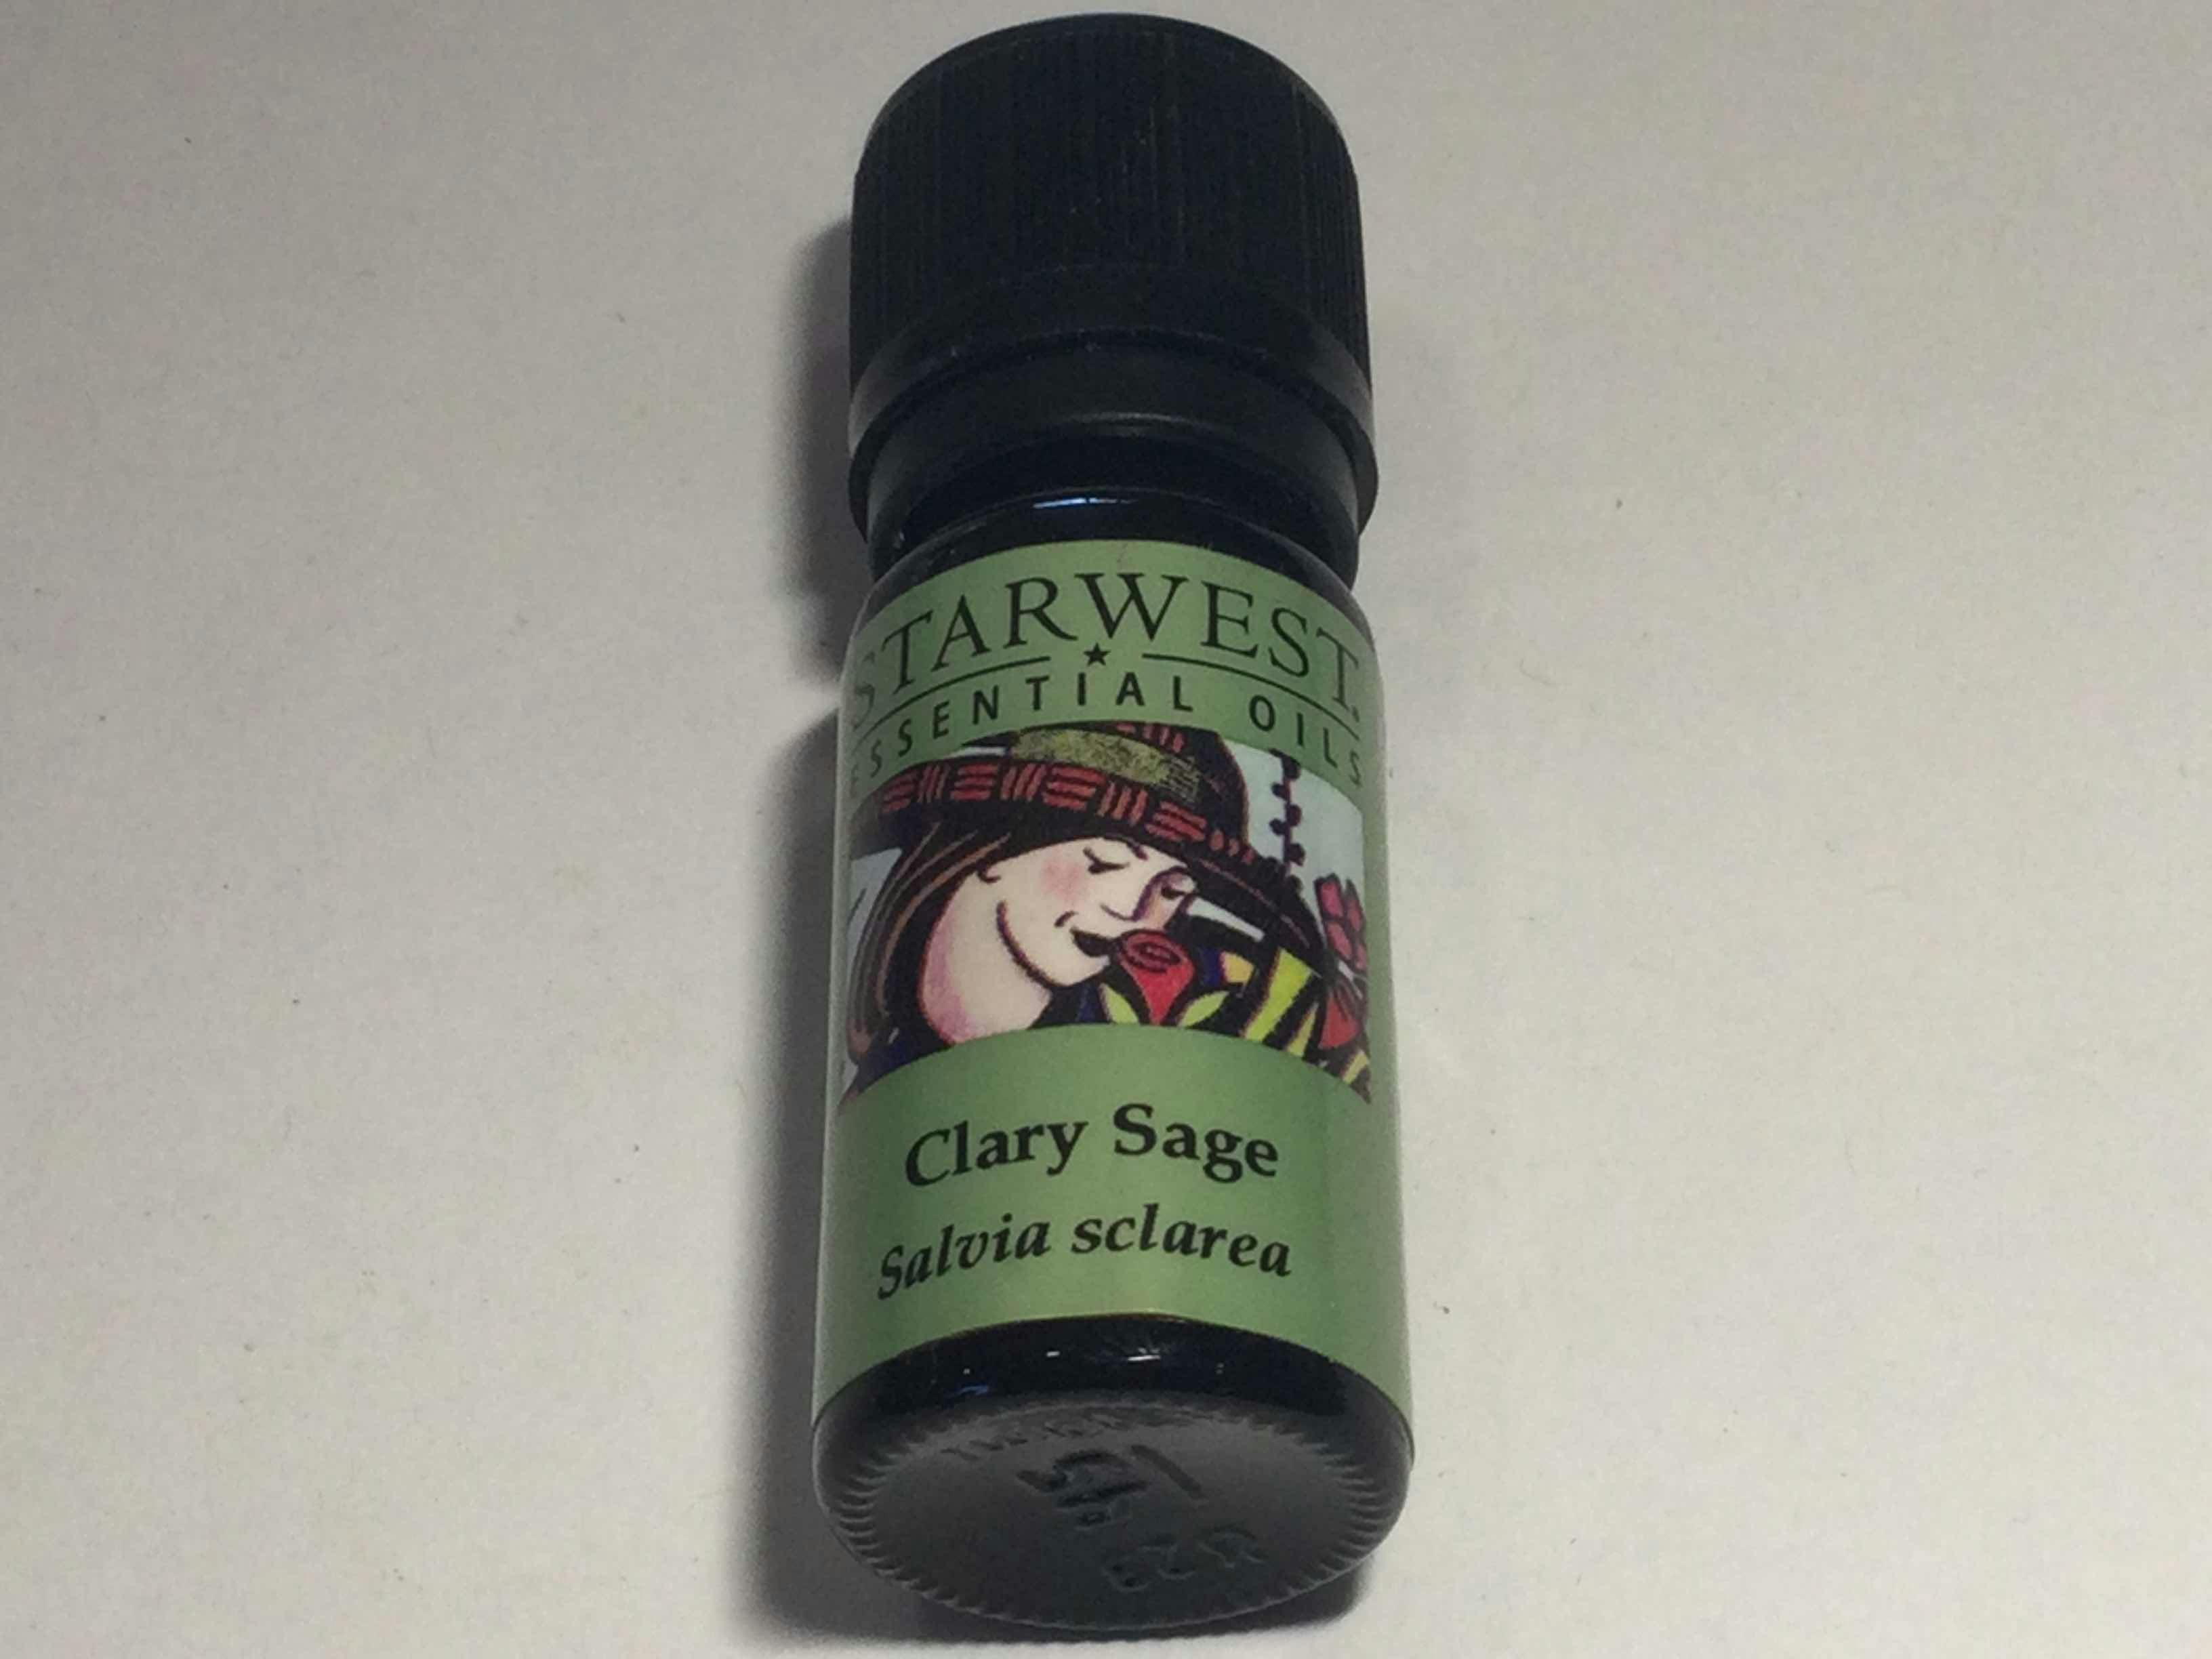 STARWEST.
ESSENTIAL OILS
Clary Sage
Salvia sclarea